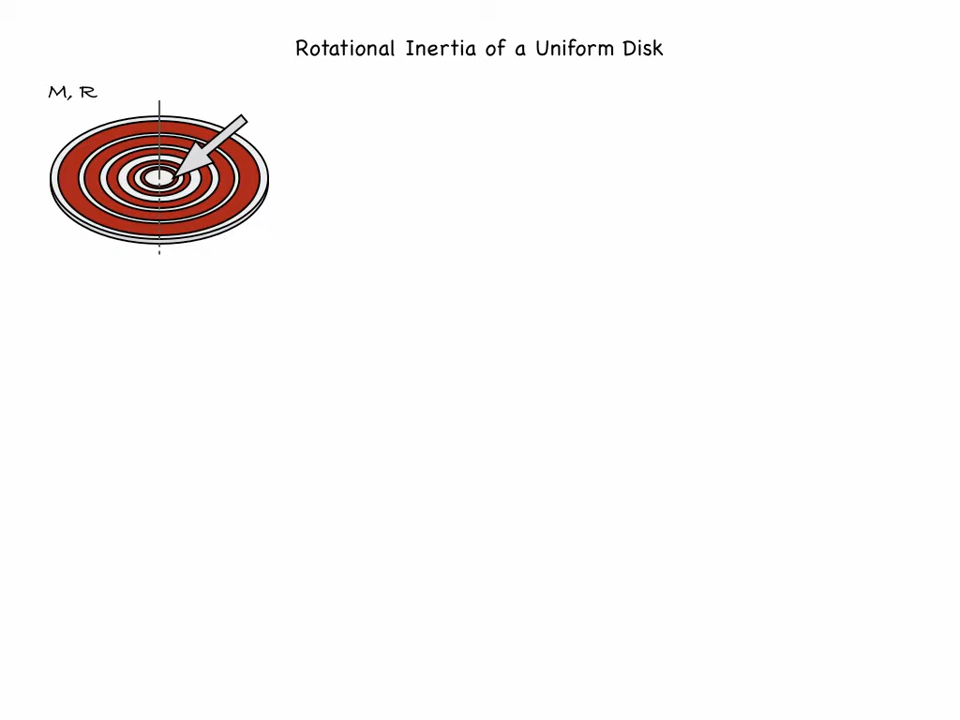 Rotational Inertia of a Uniform Disk
M, R